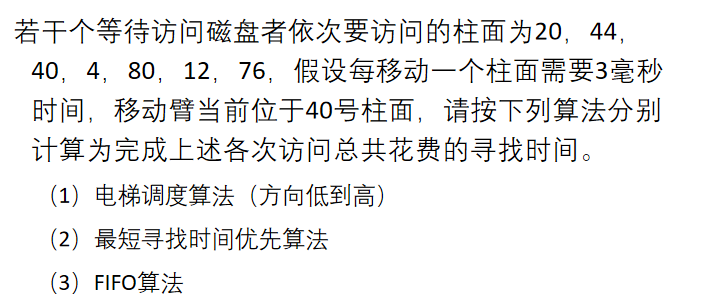 若干个等待访问磁盘者依次要访问的柱面为20，44，
40，4，80，12，76，假设每移动一个柱面需要3毫秒
时间，移动臂当前位于40号柱面，请按下列算法分别
计算为完成上述各次访问总共花费的寻找时间。
（1）电梯调度算法（方向低到高）
（2）最短寻找时间优先算法
（3）FIFO算法